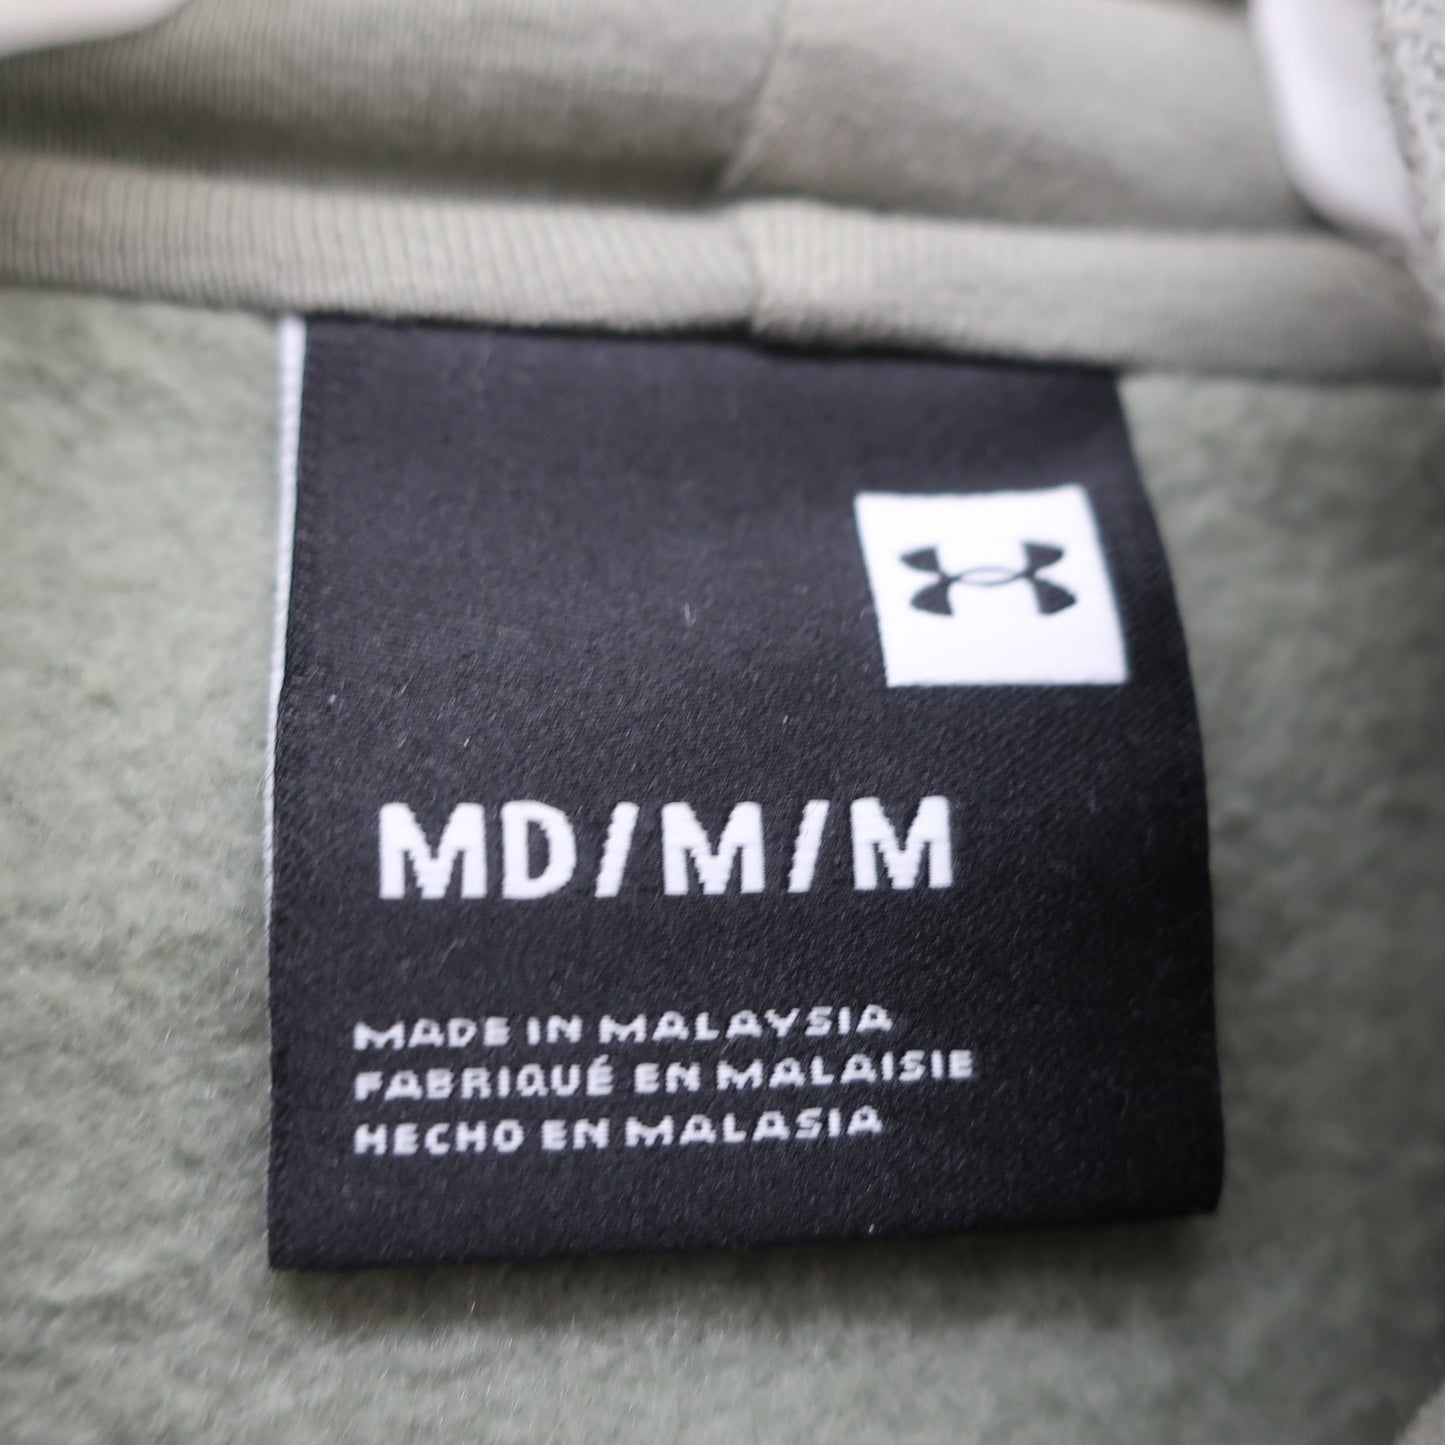 MD/M/M
MADE IN MALAYSIA
FABRIQUÉ EN MALAISIE
HECHO EN MALASIA